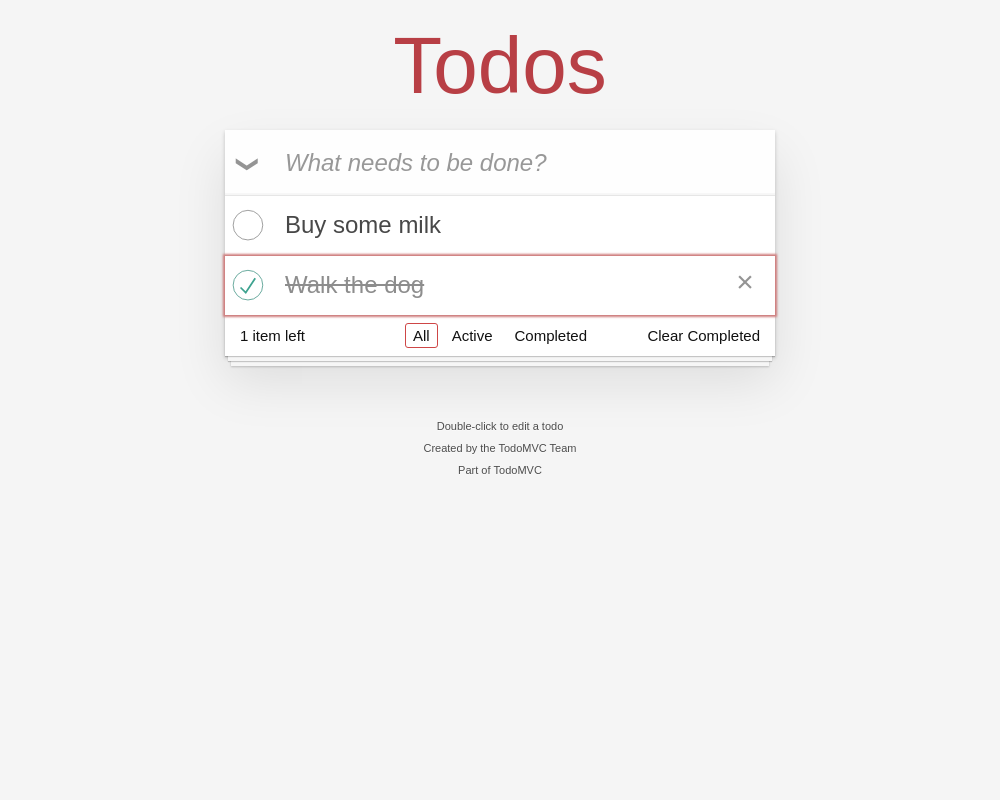 Todos
What needs to be done?
Buy some milk
Walk the dog
1 item left All Active Completed Clear Completed
Double-click to edit a todo
Created by the TodoMVC Team
Part of TodoMVC